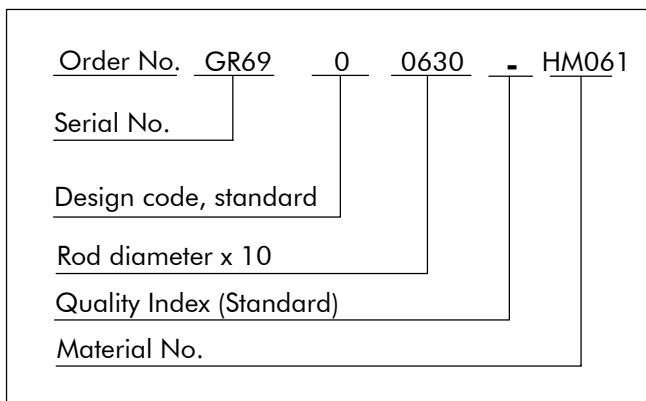 Order No. GR69 0 0630 - HM061
Serial No.
Design code, standard
Rod diameter x 10
Quality Index (Standard)
Material No.